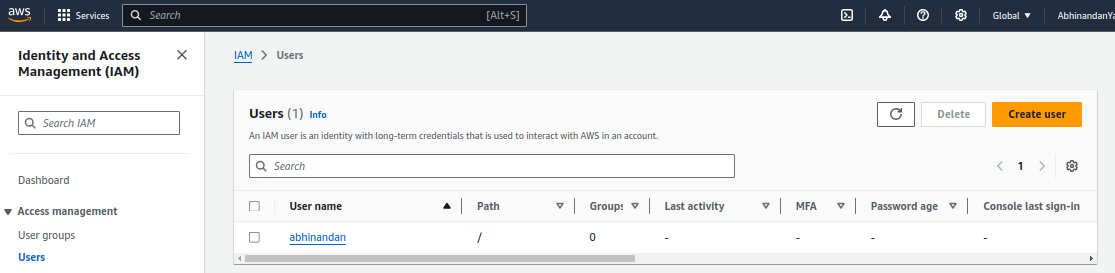 aws
Services
Search [Alt+S]
Global
AbhinandanYa
Identity and Access
Management (IAM)
Search IAM
Dashboard
Access management
User groups
Users
IAM > Users
Users (1) Info
Delete
Create user
An IAM user is an identity with long-term credentials that is used to interact with AWS in an account.
Search
1
User name Path Groups Last activity MFA Password age Console last sign-in
abhinandan / 0 - - - -